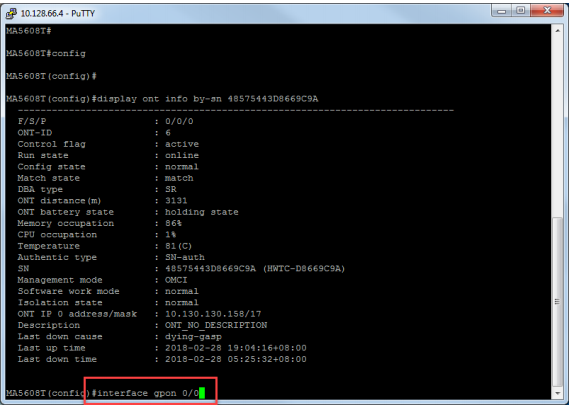 10.128.66.4 - PuTTY
MA5608T#
MA5608T#config
MA5608T(config)#
MA5608T(config)#display ont info by-sn 48575443D8669C9A
-----------------------------------------------------------------------------
F/S/P : 0/0/0
ONT-ID : 6
Control flag : active
Run state : online
Config state : normal
Match state : match
DBA type : SR
ONT distance(m) : 3131
ONT battery state : holding state
Memory occupation : 86%
CPU occupation : 1%
Temperature : 81(C)
Authentic type : SN-auth
SN : 48575443D8669C9A (HWTC-D8669C9A)
Management mode : OMCI
Software work mode : normal
Isolation state : normal
ONT IP 0 address/mask : 10.130.130.158/17
Description : ONT_NO_DESCRIPTION
Last down cause : dying-gasp
Last up time : 2018-02-28 19:04:16+08:00
Last down time : 2018-02-28 05:25:32+08:00
MA5608T(config)#interface gpon 0/0